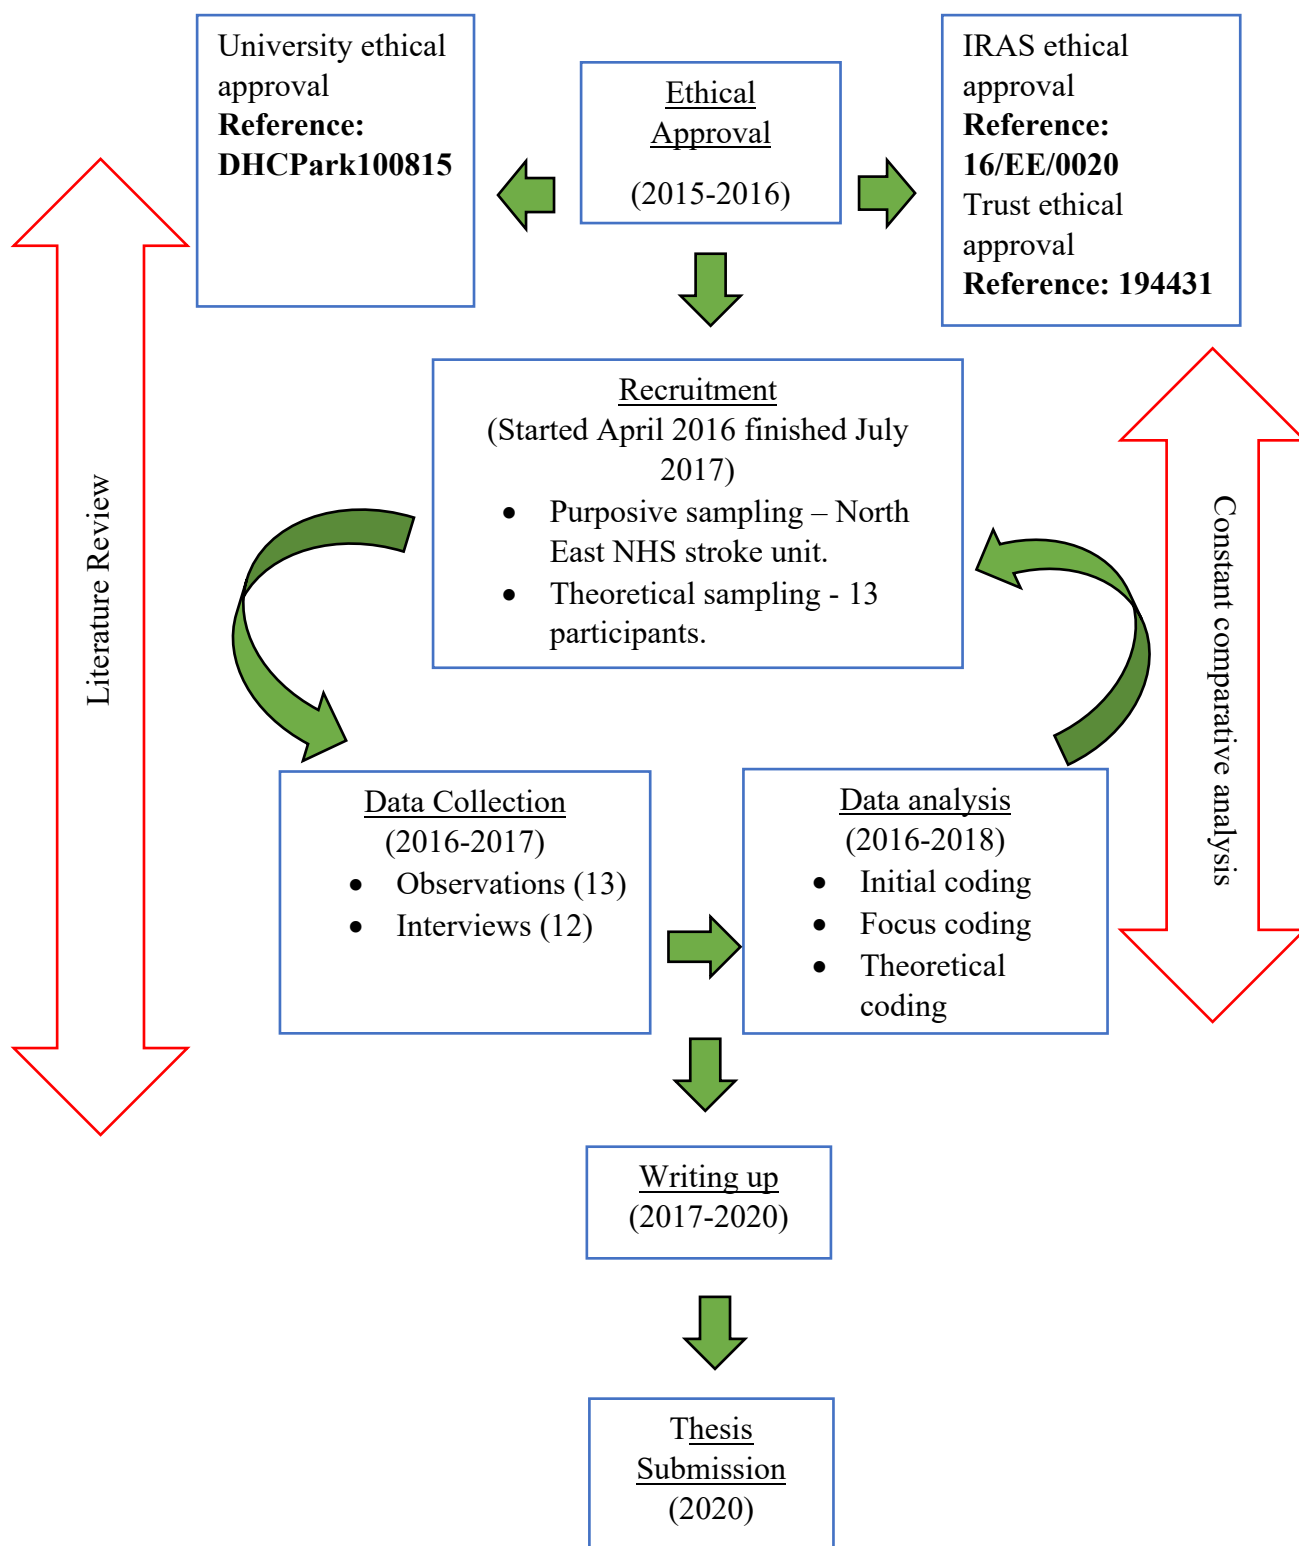 University ethical
approval
Reference:
DHCPark100815
Ethical
Approval
(2015-2016)
IRAS ethical
approval
Reference:
16/EE/0020
Trust ethical
approval
Reference: 194431
Recruitment
(Started April 2016 finished July
2017)
• Purposive sampling – North
East NHS stroke unit.
• Theoretical sampling - 13
participants.
Literature Review
Constant comparative analysis
Data Collection
(2016-2017)
• Observations (13)
• Interviews (12)
Data analysis
(2016-2018)
• Initial coding
• Focus coding
• Theoretical
coding
Writing up
(2017-2020)
Thesis
Submission
(2020)